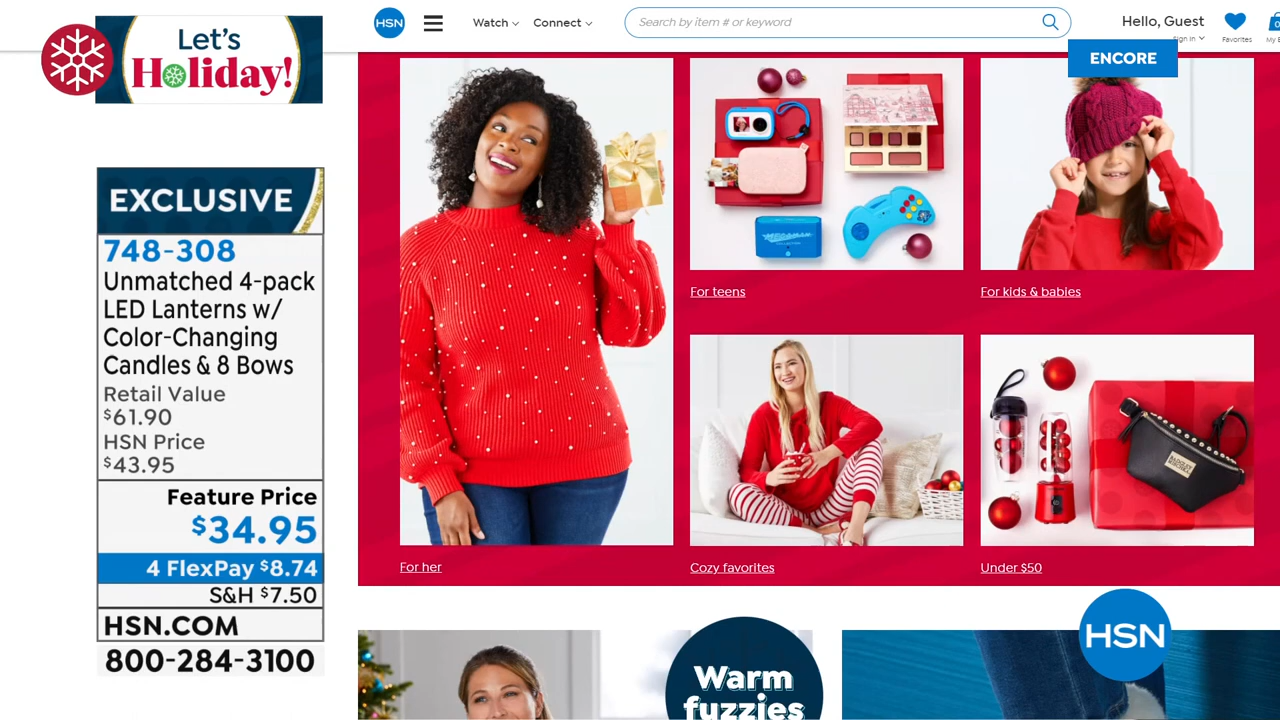 Let's
Holiday!
EXCLUSIVE
748-308
Unmatched 4-pack
LED Lanterns w/
Color-Changing
Candles & 8 Bows
Retail Value
$61.90
HSN Price
$43.95
Feature Price
$34.95
4 FlexPay $8.74
S&H $7.50
HSN.COM
800-284-3100
HSN
Watch
Connect
Search by item # or keyword
Hello, Guest
Sign In
Favorites
0
My
ENCORE
For teens
For kids & babies
For her
Cozy favorites
Under $50
Warm
fuzzies
HSN